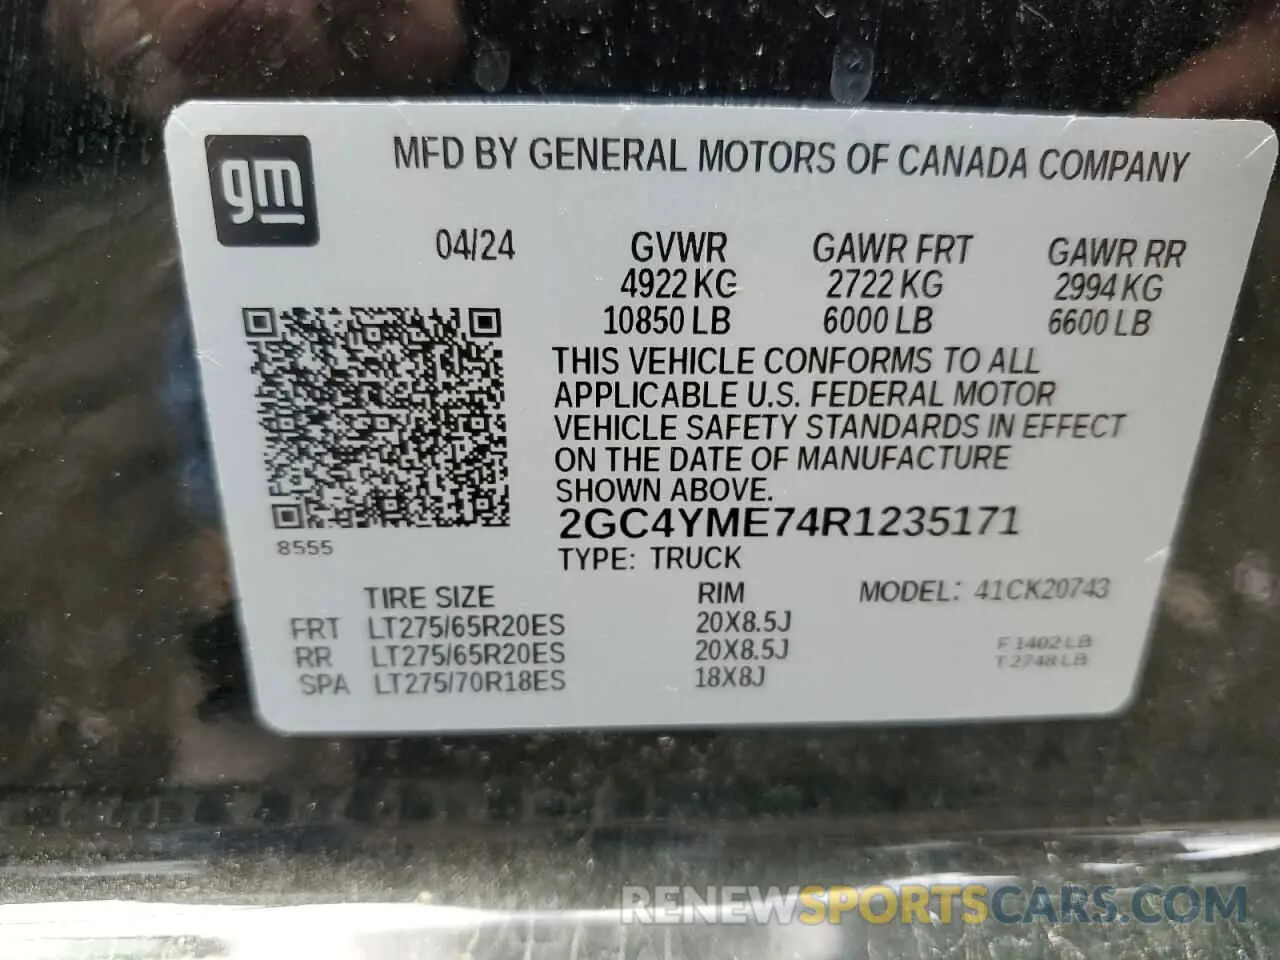 gm
MFD BY GENERAL MOTORS OF CANADA COMPANY
04/24 GVWR GAWR FRT GAWR RR
4922 KG 2722 KG 2994 KG
10850 LB 6000 LB 6600 LB
THIS VEHICLE CONFORMS TO ALL
APPLICABLE U.S. FEDERAL MOTOR
VEHICLE SAFETY STANDARDS IN EFFECT
ON THE DATE OF MANUFACTURE
SHOWN ABOVE.
2GC4YME74R1235171
8555
TYPE: TRUCK
TIRE SIZE RIM MODEL: 41CK20743
FRT LT275/65R20ES 20X8.5J
RR LT275/65R20ES 20X8.5J
SPA LT275/70R18ES 18X8J
F 1402 LB
T 2748 LB
RENEWSPORTSCARS.COM